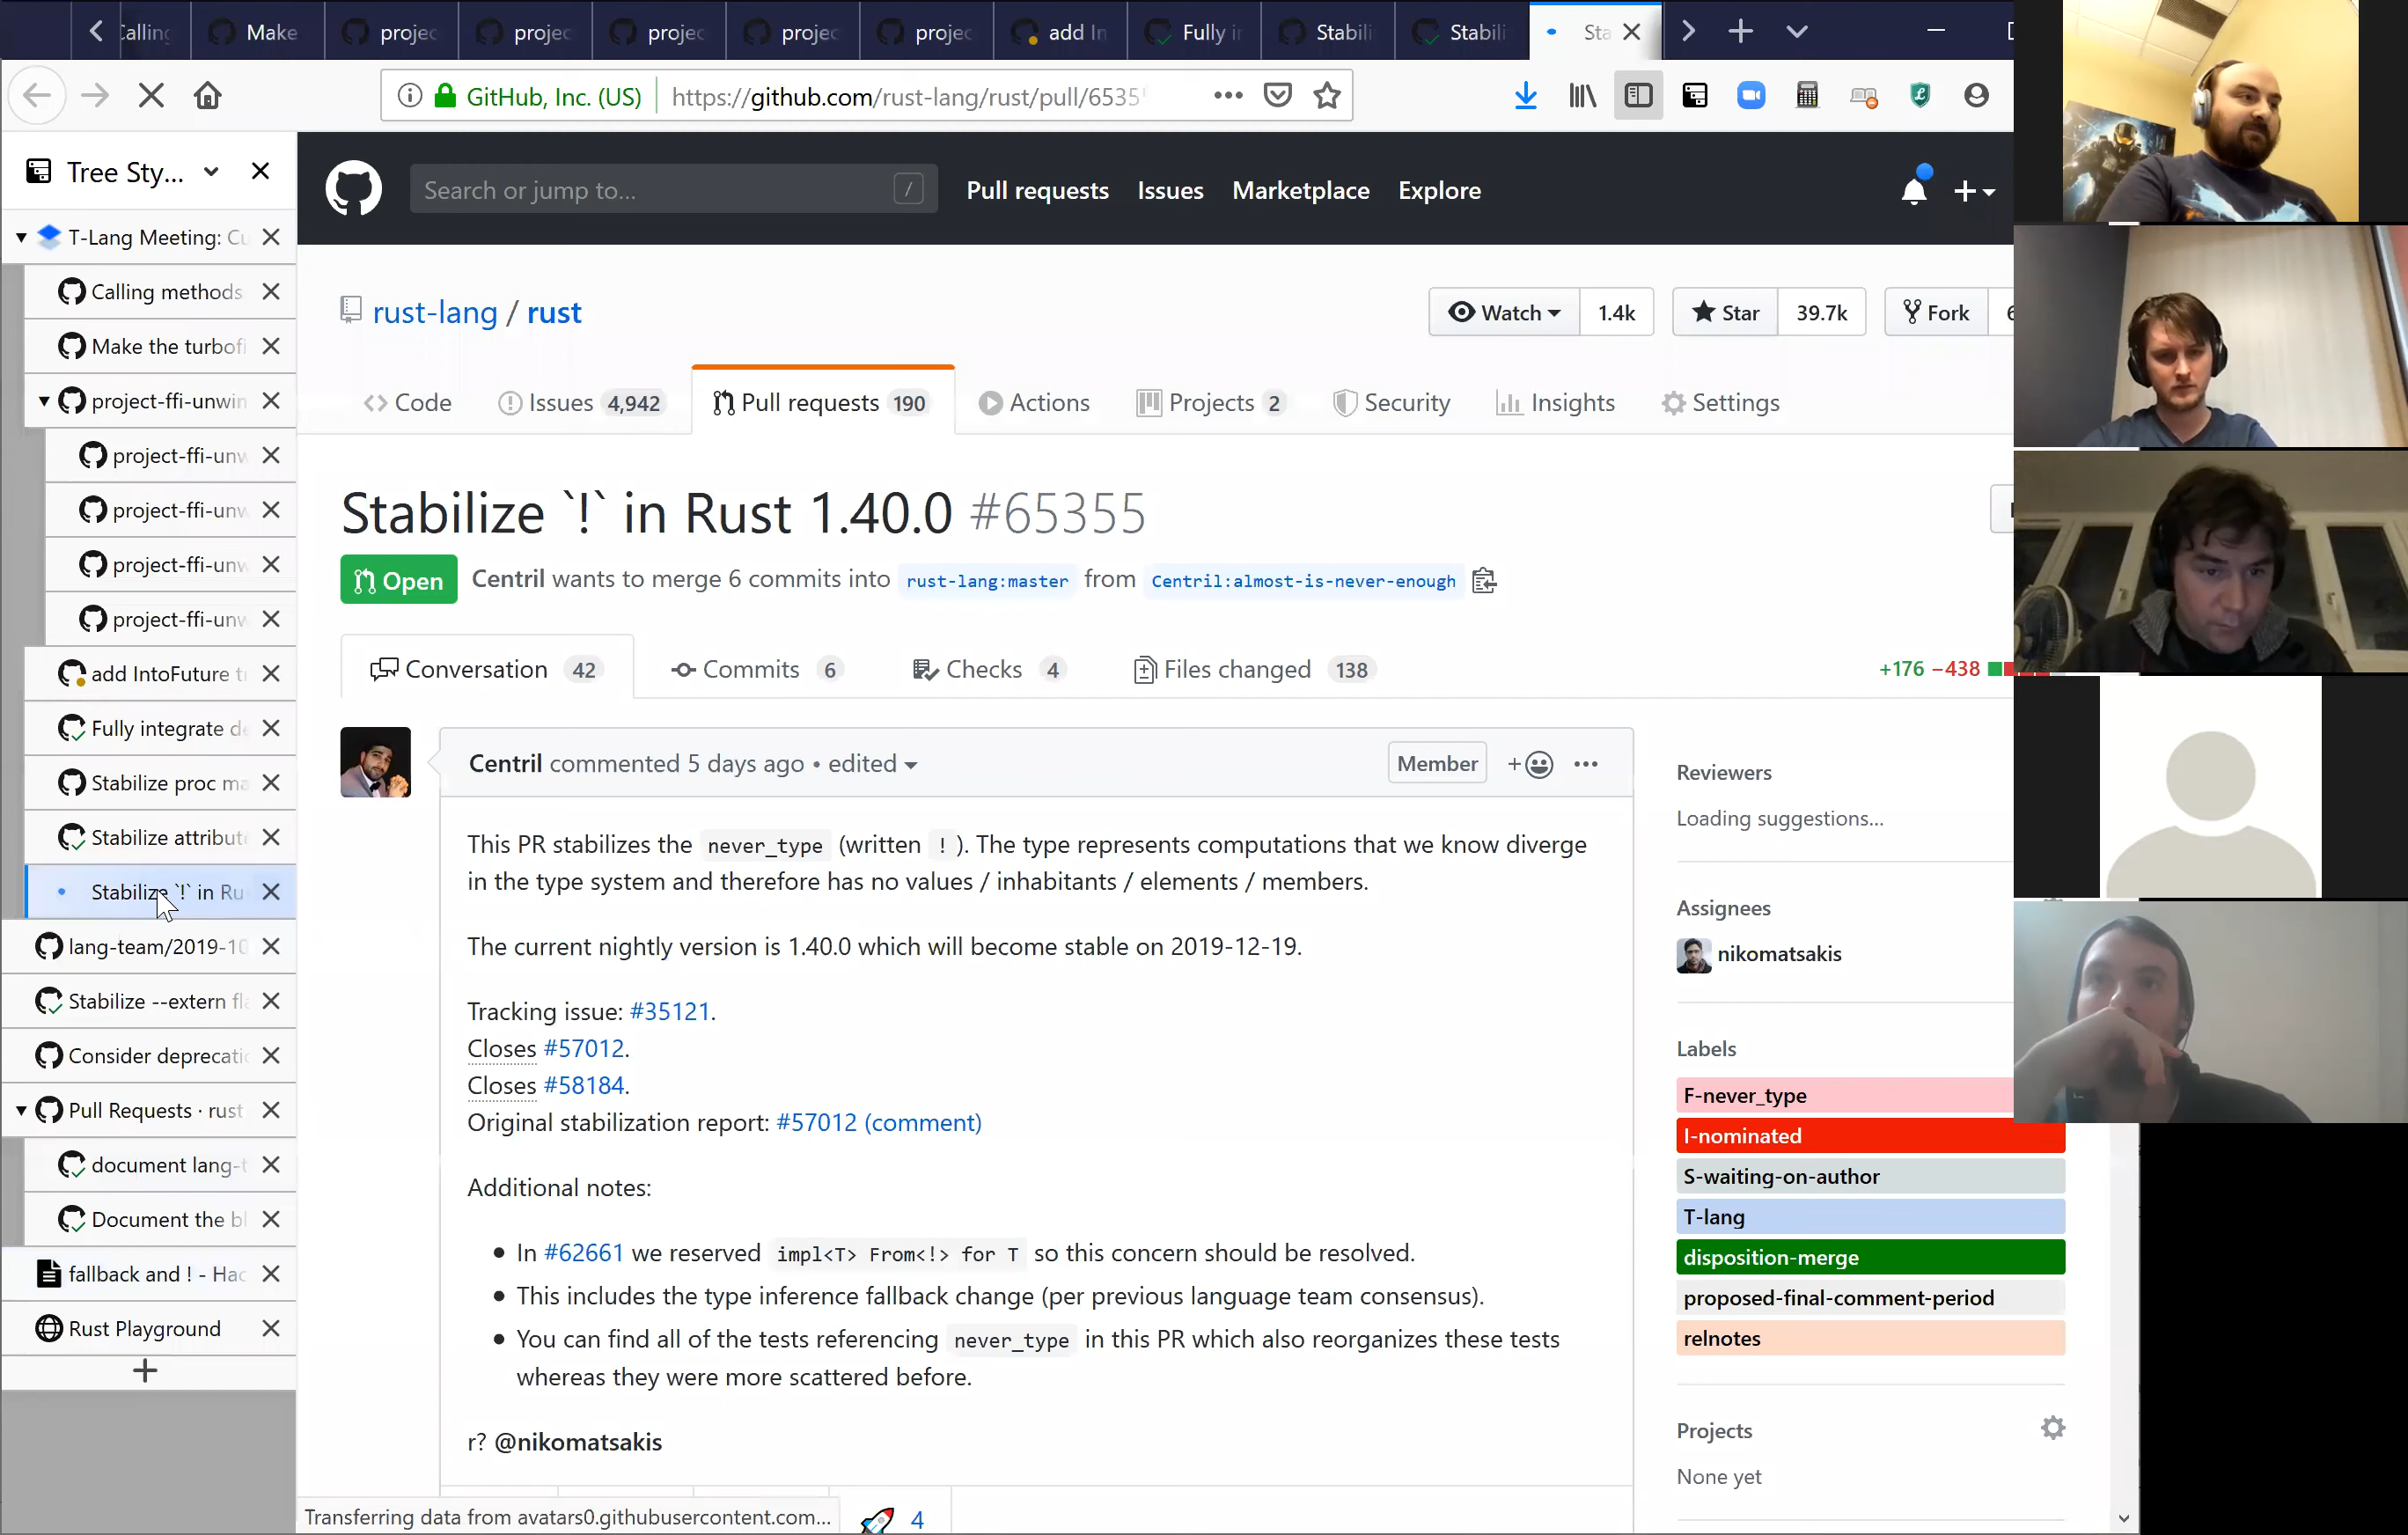 Calling
Make
projec
projec
projec
projec
projec
add In
Fully i
Stabili
Stabili
Sta
GitHub, Inc. (US)
https://github.com/rust-lang/rust/pull/6535
Tree Sty...
T-Lang Meeting: Cu
Calling methods
Make the turbofi
project-ffi-unwin
project-ffi-unw
project-ffi-unw
project-ffi-unw
project-ffi-unw
add IntoFuture t
Fully integrate de
Stabilize proc ma
Stabilize attribut
Stabilize `!` in Ru
lang-team/2019-10
Stabilize --extern fla
Consider deprecati
Pull Requests · rust
document lang-t
Document the bl
fallback and ! - Hac
Rust Playground
Search or jump to... /
Pull requests Issues Marketplace Explore
rust-lang / rust
Watch 1.4k Star 39.7k Fork
Code Issues 4,942 Pull requests 190 Actions Projects 2 Security Insights Settings
Stabilize `!` in Rust 1.40.0 #65355
Open Centril wants to merge 6 commits into rust-lang:master from Centril:almost-is-never-enough
Conversation 42 Commits 6 Checks 4 Files changed 138 +176 −438
Centril commented 5 days ago • edited Member
This PR stabilizes the never_type (written ! ). The type represents computations that we know diverge
in the type system and therefore has no values / inhabitants / elements / members.
The current nightly version is 1.40.0 which will become stable on 2019-12-19.
Tracking issue: #35121.
Closes #57012.
Closes #58184.
Original stabilization report: #57012 (comment)
Additional notes:
• In #62661 we reserved impl<T> From<!> for T so this concern should be resolved.
• This includes the type inference fallback change (per previous language team consensus).
• You can find all of the tests referencing never_type in this PR which also reorganizes these tests
whereas they were more scattered before.
r? @nikomatsakis
4
Reviewers
Loading suggestions...
Assignees
nikomatsakis
Labels
F-never_type
I-nominated
S-waiting-on-author
T-lang
disposition-merge
proposed-final-comment-period
relnotes
Projects
None yet
Transferring data from avatars0.githubusercontent.com...